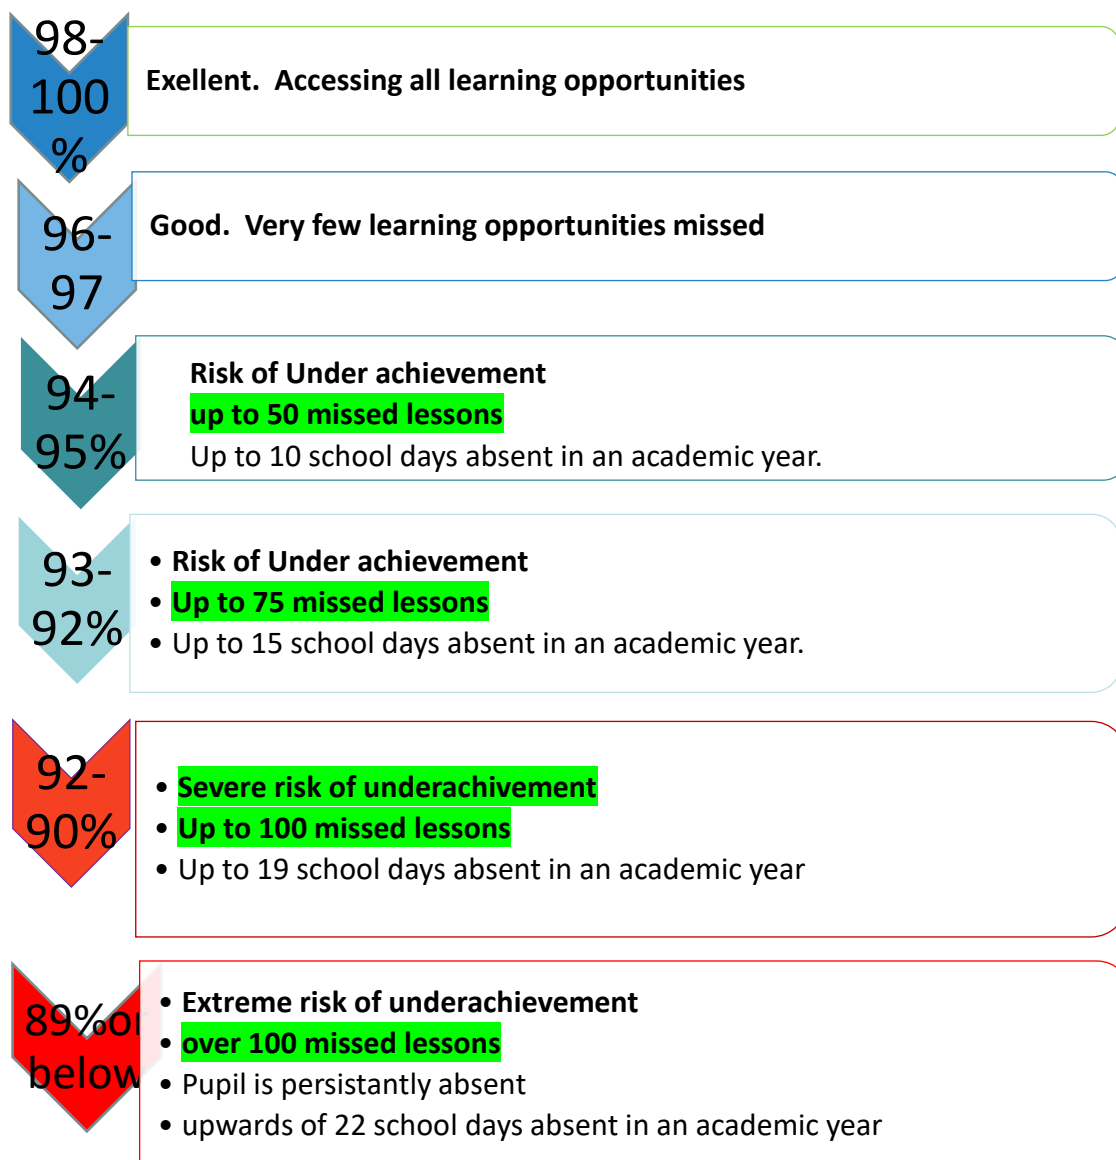 98-
100
%
Exellent.  Accessing all learning opportunities
96-
97
Good.  Very few learning opportunities missed
94-
95%
Risk of Under achievement
up to 50 missed lessons
Up to 10 school days absent in an academic year.
93-
92%
• Risk of Under achievement
• Up to 75 missed lessons
• Up to 15 school days absent in an academic year.
92-
90%
• Severe risk of underachivement
• Up to 100 missed lessons
• Up to 19 school days absent in an academic year
89%or
below
• Extreme risk of underachievement
• over 100 missed lessons
• Pupil is persistantly absent
• upwards of 22 school days absent in an academic year